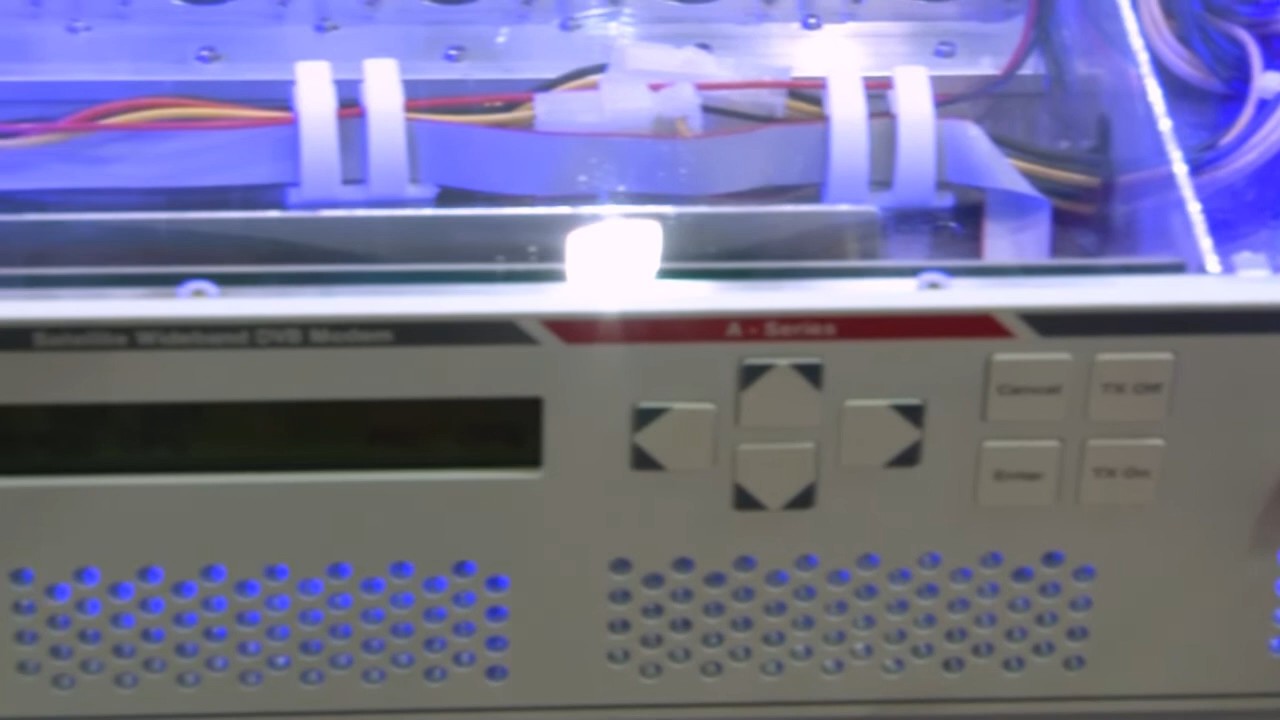 Satellite Wideband DVB Modem
A - Series
Cancel
TX Off
Enter
TX On